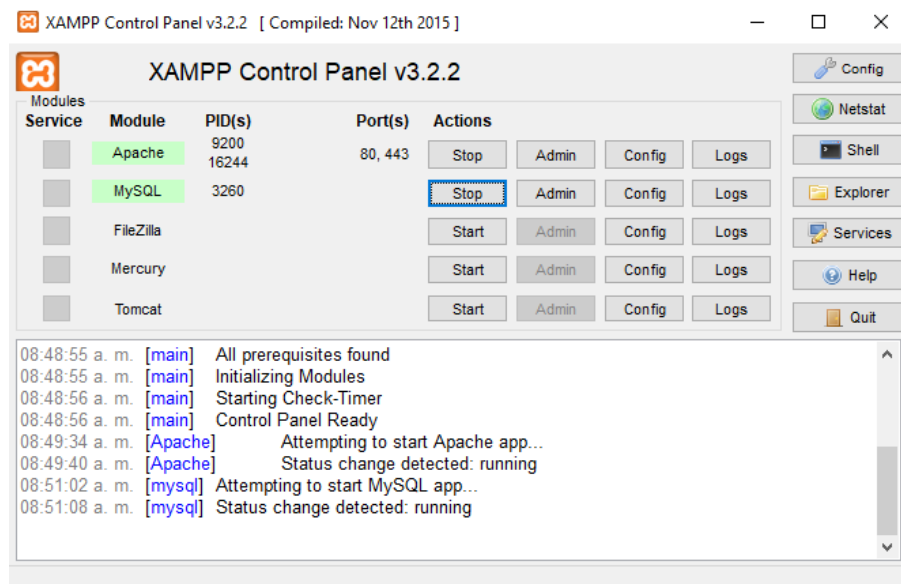 XAMPP Control Panel v3.2.2 [ Compiled: Nov 12th 2015 ]
XAMPP Control Panel v3.2.2
Config
Modules
Service Module PID(s) Port(s) Actions
Netstat
Apache 9200 16244 80, 443 Stop Admin Config Logs
Shell
MySQL 3260 Stop Admin Config Logs
Explorer
FileZilla Start Admin Config Logs
Services
Mercury Start Admin Config Logs
Help
Tomcat Start Admin Config Logs
Quit
08:48:55 a. m. [main] All prerequisites found
08:48:55 a. m. [main] Initializing Modules
08:48:56 a. m. [main] Starting Check-Timer
08:48:56 a. m. [main] Control Panel Ready
08:49:34 a. m. [Apache] Attempting to start Apache app...
08:49:40 a. m. [Apache] Status change detected: running
08:51:02 a. m. [mysql] Attempting to start MySQL app...
08:51:08 a. m. [mysql] Status change detected: running